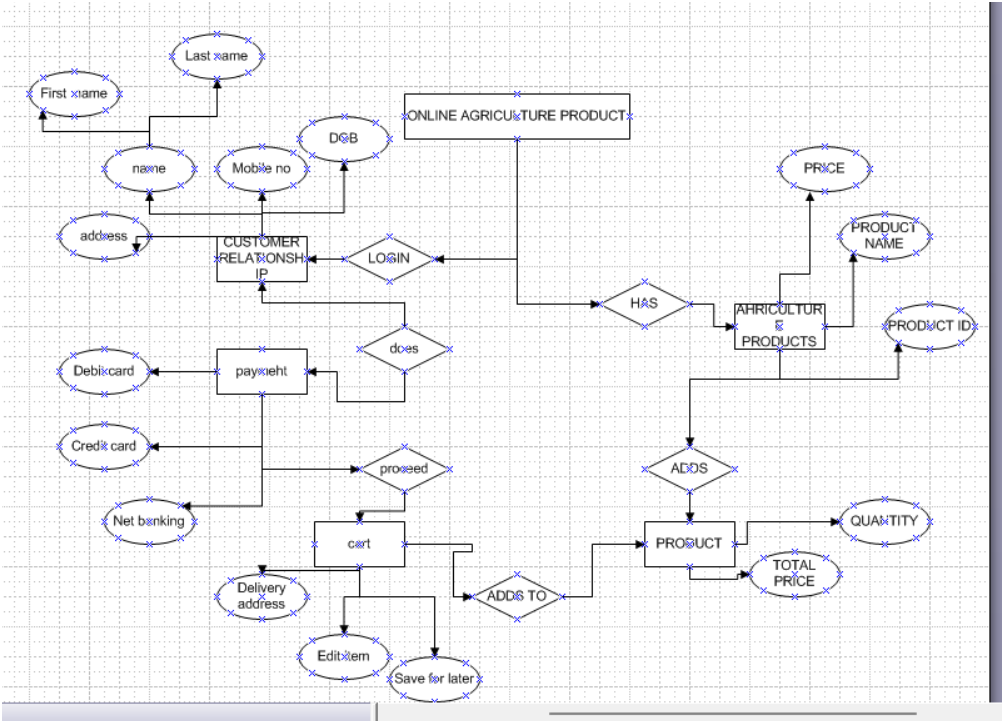 Last name
First name
ONLINE AGRICULTURE PRODUCT
DOB
name
Mobile no
PRICE
address
PRODUCT
NAME
CUSTOMER
RELATIONSH
IP
LOGIN
HAS
AHRICULTUR
E
PRODUCTS
PRODUCT ID
does
Debit card
payment
Credit card
proceed
ADDS
Net banking
cart
PRODUCT
QUANTITY
TOTAL
PRICE
Delivery
address
ADDS TO
Edit item
Save for later